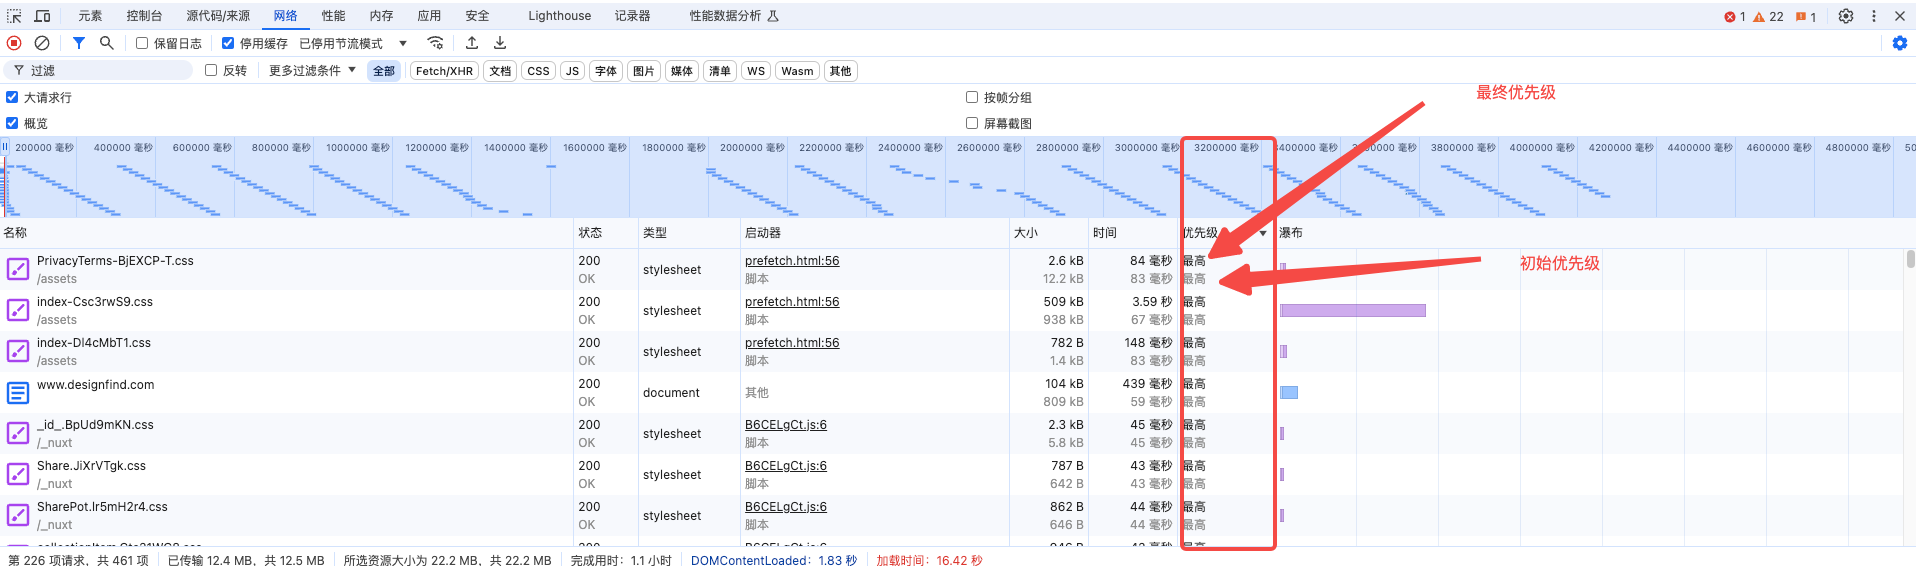 元素 控制台 源代码/来源 网络 性能 内存 应用 安全 Lighthouse 记录器 性能数据分析 1 22 1
保留日志 停用缓存 已停用节流模式
过滤 反转 更多过滤条件 全部 Fetch/XHR 文档 CSS JS 字体 图片 媒体 清单 WS Wasm 其他
大请求行 按帧分组
最终优先级
概览 屏幕截图
200000 毫秒 400000 毫秒 600000 毫秒 800000 毫秒 1000000 毫秒 1200000 毫秒 1400000 毫秒 1600000 毫秒 1800000 毫秒 2000000 毫秒 2200000 毫秒 2400000 毫秒 2600000 毫秒 2800000 毫秒 3000000 毫秒 3200000 毫秒 3400000 毫秒 毫秒 3800000 毫秒 4000000 毫秒 4200000 毫秒 4400000 毫秒 4600000 毫秒 4800000 毫秒 50
名称 状态 类型 启动器 大小 时间 优先级 瀑布
PrivacyTerms-BjEXCP-T.css 200 stylesheet prefetch.html:56 2.6 kB 84 毫秒 最高
/assets OK 脚本 12.2 kB 83 毫秒 最高
初始优先级
index-Csc3rwS9.css 200 stylesheet prefetch.html:56 509 kB 3.59 秒 最高
/assets OK 脚本 938 kB 67 毫秒 最高
index-DI4cMbT1.css 200 stylesheet prefetch.html:56 782 B 148 毫秒 最高
/assets OK 脚本 1.4 kB 83 毫秒 最高
www.designfind.com 200 document 其他 104 kB 439 毫秒 最高
OK 809 kB 59 毫秒 最高
_id_.BpUd9mKN.css 200 stylesheet B6CELgCt.js:6 2.3 kB 45 毫秒 最高
/_nuxt OK 脚本 5.8 kB 45 毫秒 最高
Share.JiXrVTgk.css 200 stylesheet B6CELgCt.js:6 787 B 43 毫秒 最高
/_nuxt OK 脚本 642 B 43 毫秒 最高
SharePot.lr5mH2r4.css 200 stylesheet B6CELgCt.js:6 862 B 44 毫秒 最高
/_nuxt OK 脚本 646 B 44 毫秒 最高
第 226 项请求，共 461 项 已传输 12.4 MB，共 12.5 MB 所选资源大小为 22.2 MB，共 22.2 MB 完成用时：1.1 小时 DOMContentLoaded：1.83 秒 加载时间：16.42 秒